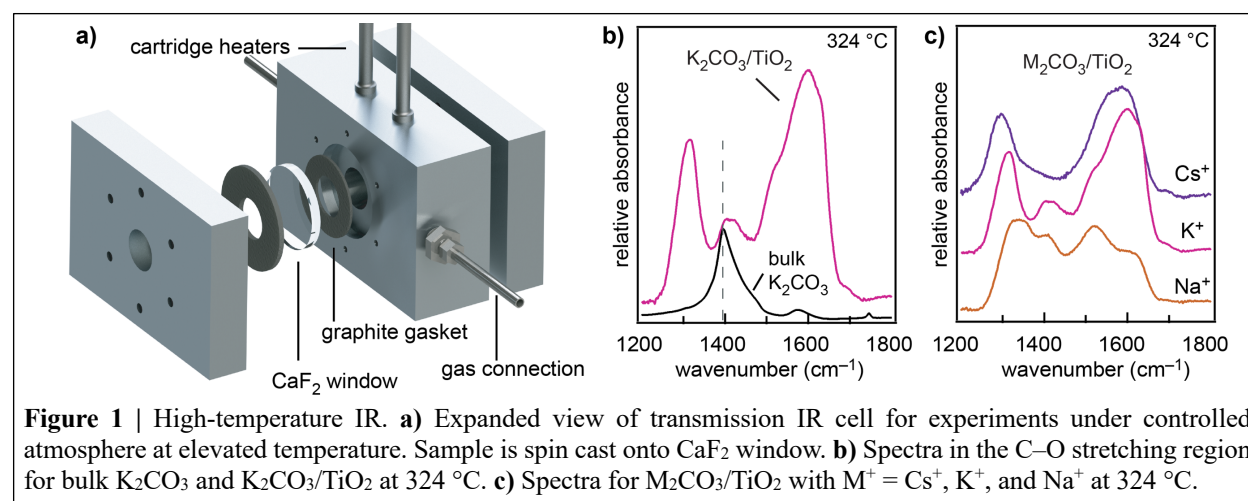 a)
cartridge heaters
graphite gasket
CaF₂ window
gas connection
b)
324 °C
K₂CO₃/TiO₂
bulk
K₂CO₃
relative absorbance
1200 1400 1600 1800
wavenumber (cm⁻¹)
c)
324 °C
M₂CO₃/TiO₂
Cs⁺
K⁺
Na⁺
relative absorbance
1200 1400 1600 1800
wavenumber (cm⁻¹)
Figure 1 | High-temperature IR. a) Expanded view of transmission IR cell for experiments under controlled
atmosphere at elevated temperature. Sample is spin cast onto CaF₂ window. b) Spectra in the C–O stretching region
for bulk K₂CO₃ and K₂CO₃/TiO₂ at 324 °C. c) Spectra for M₂CO₃/TiO₂ with M⁺ = Cs⁺, K⁺, and Na⁺ at 324 °C.